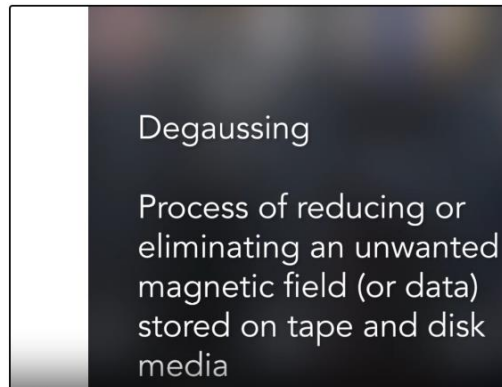 Degaussing
Process of reducing or
eliminating an unwanted
magnetic field (or data)
stored on tape and disk
media